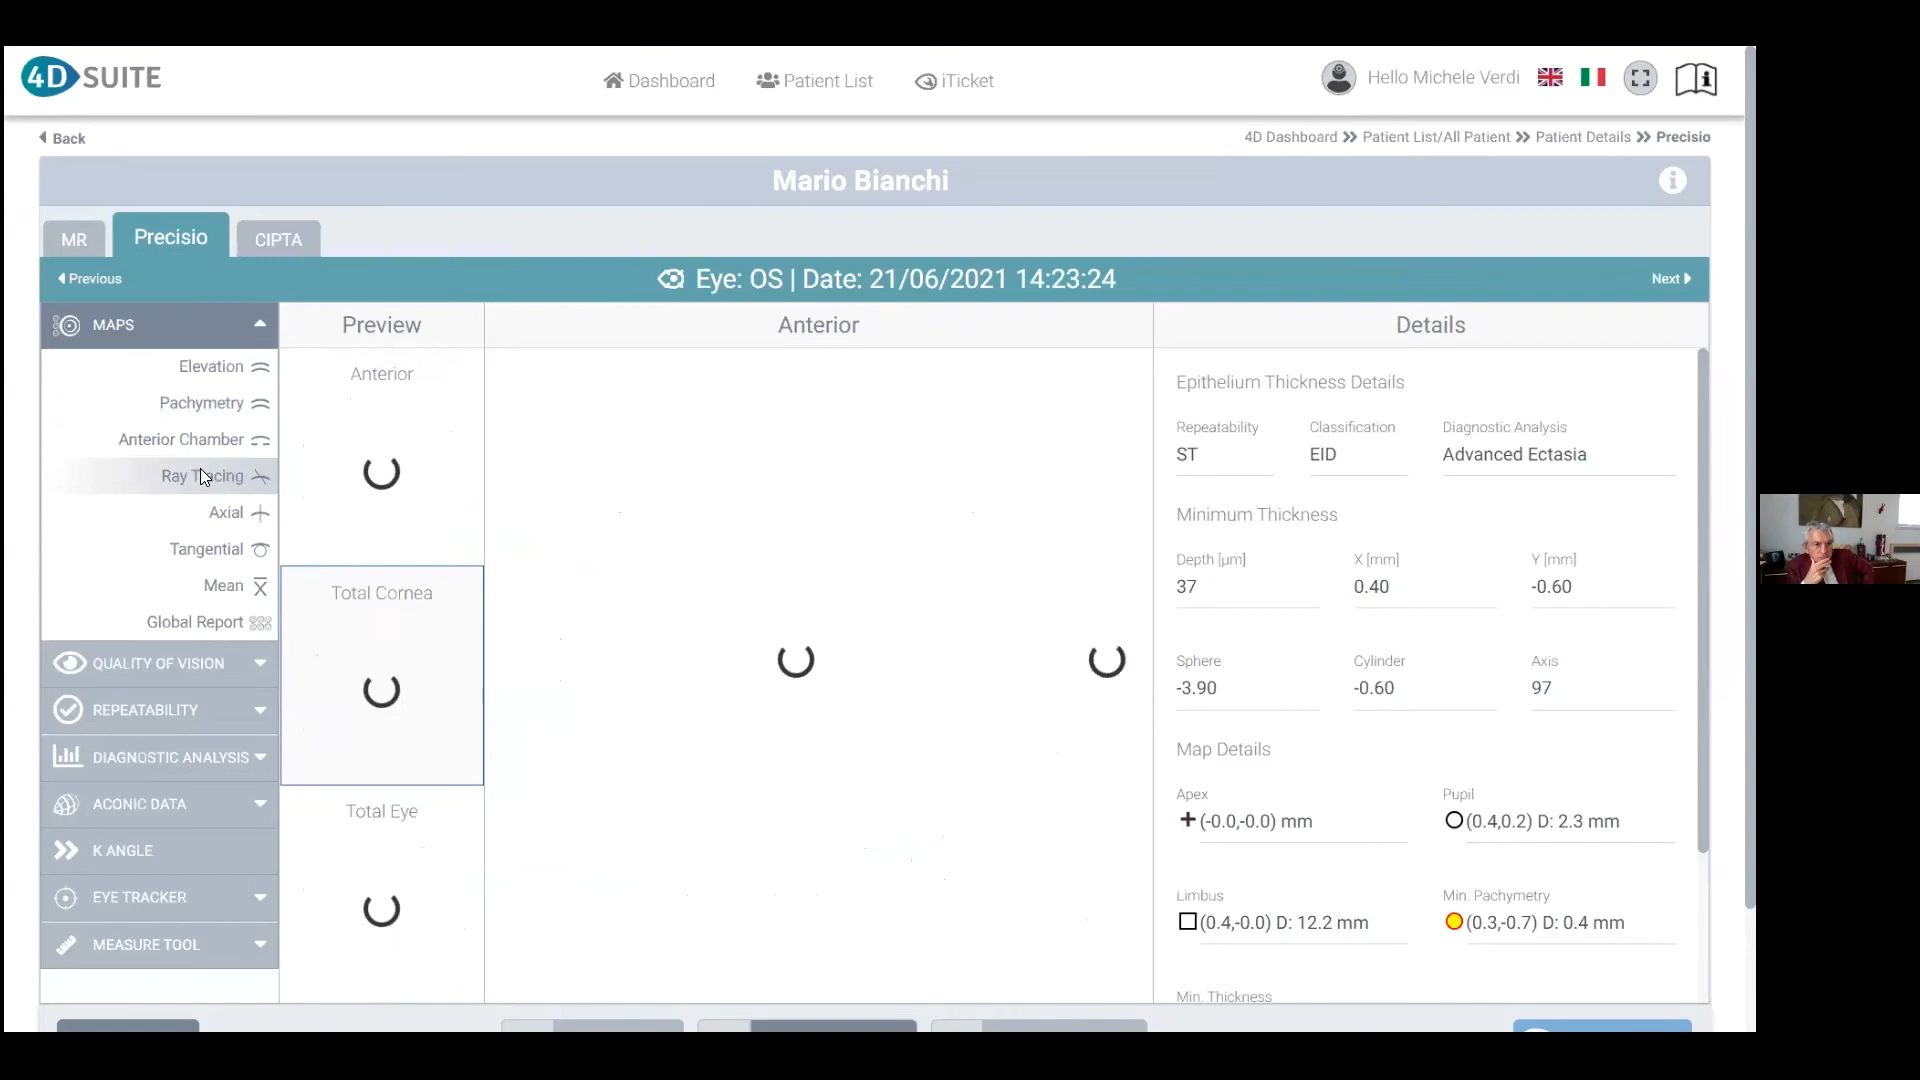 4D SUITE
Dashboard
Patient List
iTicket
Hello Michele Verdi
Back
4D Dashboard >> Patient List/All Patient >> Patient Details >> Precisio
Mario Bianchi
MR
Precisio
CIPTA
Previous
Eye: OS | Date: 21/06/2021 14:23:24
Next
MAPS
Elevation
Pachymetry
Anterior Chamber
Ray Tracing
Axial
Tangential
Mean
Global Report
QUALITY OF VISION
REPEATABILITY
DIAGNOSTIC ANALYSIS
ACONIC DATA
K ANGLE
EYE TRACKER
MEASURE TOOL
Preview
Anterior
Total Cornea
Total Eye
Anterior
Details
Epithelium Thickness Details
Repeatability Classification Diagnostic Analysis
ST EID Advanced Ectasia
Minimum Thickness
Depth [μm] X [mm] Y [mm]
37 0.40 -0.60
Sphere Cylinder Axis
-3.90 -0.60 97
Map Details
Apex Pupil
(-0.0,-0.0) mm (0.4,0.2) D: 2.3 mm
Limbus Min. Pachymetry
(0.4,-0.0) D: 12.2 mm (0.3,-0.7) D: 0.4 mm
Min. Thickness